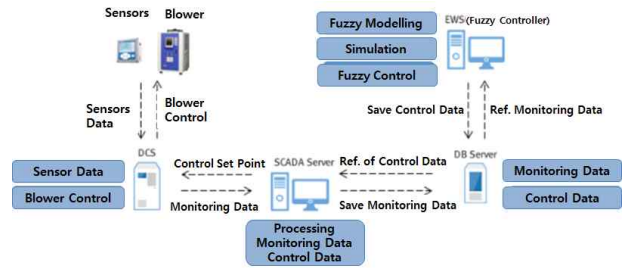 Sensors
Blower
Fuzzy Modelling
Simulation
Fuzzy Control
EWS(Fuzzy Controller)
Sensors
Data
Blower
Control
Save Control Data
Ref. Monitoring Data
DCS
Control Set Point
SCADA Server
Ref. of Control Data
DB Server
Sensor Data
Blower Control
Monitoring Data
Save Monitoring Data
Monitoring Data
Control Data
Processing
Monitoring Data
Control Data